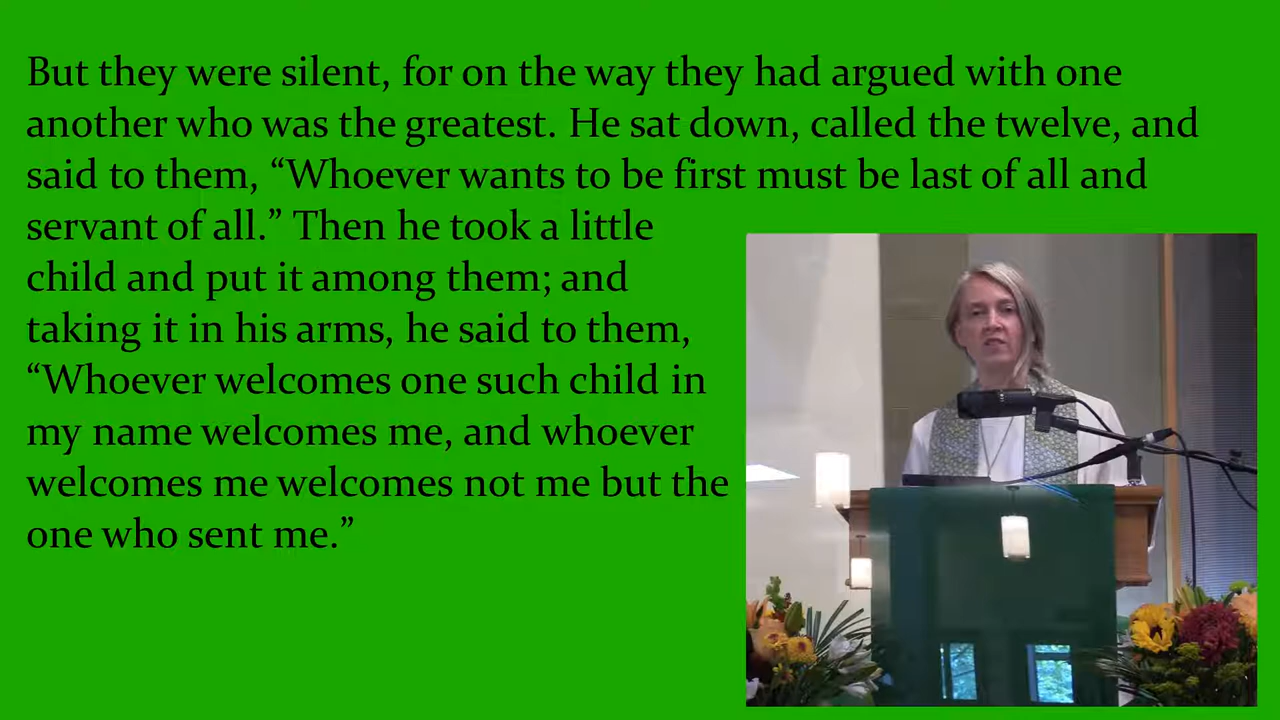 But they were silent, for on the way they had argued with one
another who was the greatest. He sat down, called the twelve, and
said to them, “Whoever wants to be first must be last of all and
servant of all.” Then he took a little
child and put it among them; and
taking it in his arms, he said to them,
“Whoever welcomes one such child in
my name welcomes me, and whoever
welcomes me welcomes not me but the
one who sent me.”